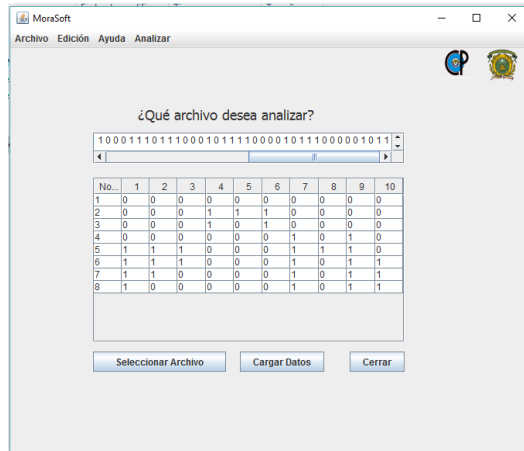 MoraSoft
Archivo Edición Ayuda Analizar
CP
¿Qué archivo desea analizar?
1 0 0 0 1 1 1 0 1 1 1 0 0 0 1 0 1 1 1 1 0 0 0 0 1 0 1 1 1 0 0 0 0 0 1 0 1 1
No... 1 2 3 4 5 6 7 8 9 10
1 0 0 0 0 0 0 0 0 0 0
2 0 0 0 1 1 1 0 0 0 0
3 0 0 0 1 0 1 0 0 0 0
4 0 0 0 0 0 0 1 0 1 0
5 1 1 1 0 0 0 1 1 1 0
6 1 1 1 0 0 0 1 0 1 1
7 1 1 0 0 0 0 1 0 1 1
8 1 0 0 0 0 0 1 0 1 1
Seleccionar Archivo Cargar Datos Cerrar